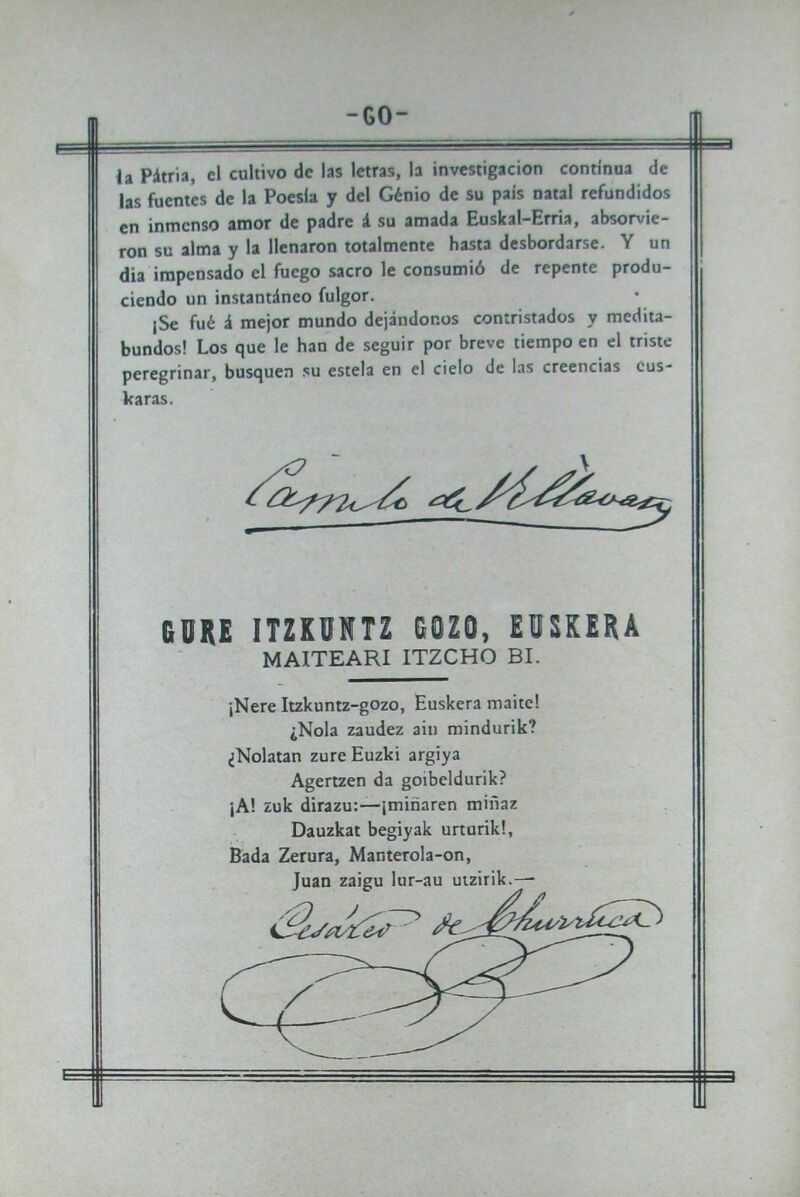 -60-
la Pátria, el cultivo de las letras, la investigacion contínua de
las fuentes de la Poesía y del Génio de su país natal refundidos
en inmenso amor de padre á su amada Euskal-Erria, absorvie-
ron su alma y la llenaron totalmente hasta desbordarse. Y un
dia impensado el fuego sacro le consumió de repente produ-
ciendo un instantáneo fulgor.
¡Se fué á mejor mundo dejándonos contristados y medita-
bundos! Los que le han de seguir por breve tiempo en el triste
peregrinar, busquen su estela en el cielo de las creencias eus-
karas.
Camilo de Villavaso
GURE ITZKUNTZ GOZO, EUSKERA
MAITEARI ITZCHO BI.
¡Nere Itzkuntz-gozo, Euskera maite!
¿Nola zaudez ain mindurik?
¿Nolatan zure Euzki argiya
Agertzen da goibeldurik?
¡A! zuk dirazu:—¡miñaren miñaz
Dauzkat begiyak urturik!,
Bada Zerura, Manterola-on,
Juan zaigu lur-au utzirik.—
Cesáreo de Churruca